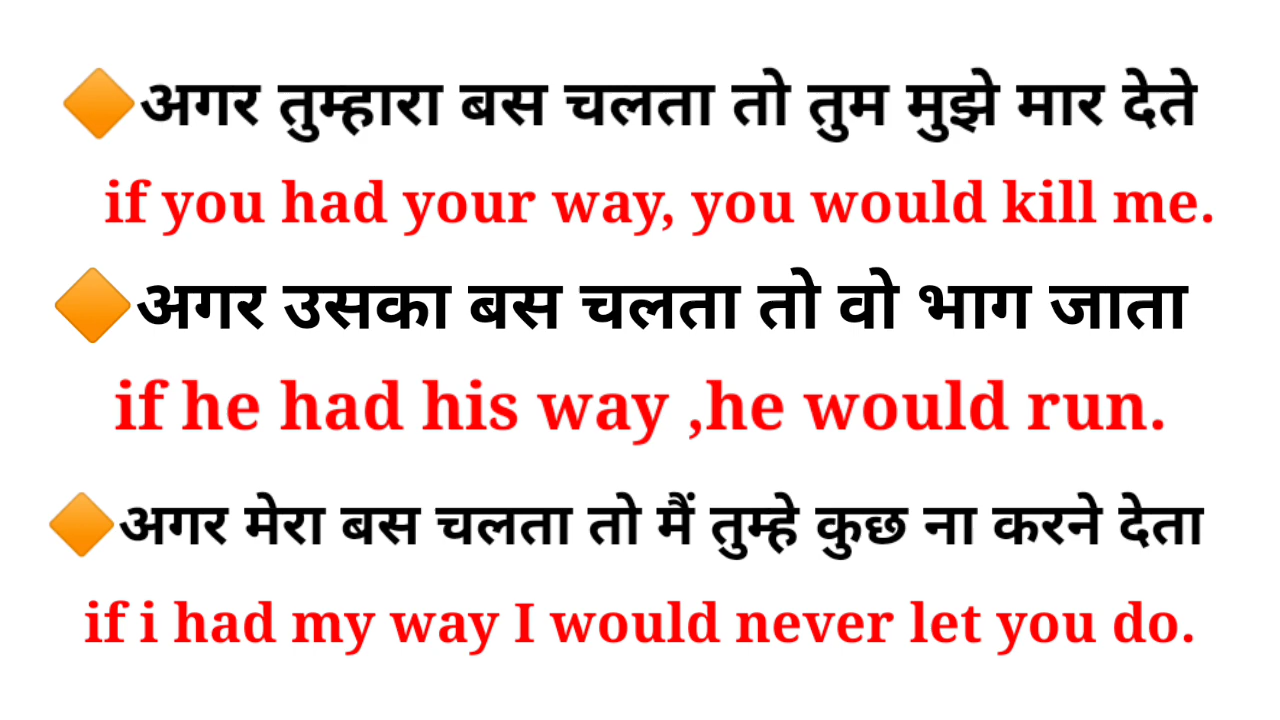 🔶अगर तुम्हारा बस चलता तो तुम मुझे मार देते
if you had your way, you would kill me.
🔶अगर उसका बस चलता तो वो भाग जाता
if he had his way ,he would run.
🔶अगर मेरा बस चलता तो मैं तुम्हे कुछ ना करने देता
if i had my way I would never let you do.